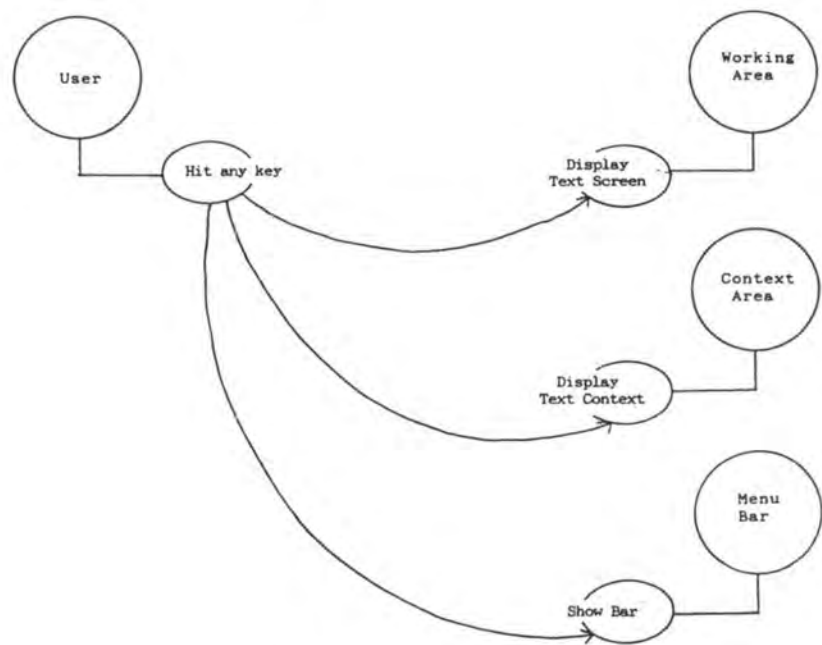 User
Working
Area
Hit any key
Display
Text Screen
Context
Area
Display
Text Context
Menu
Bar
Show Bar